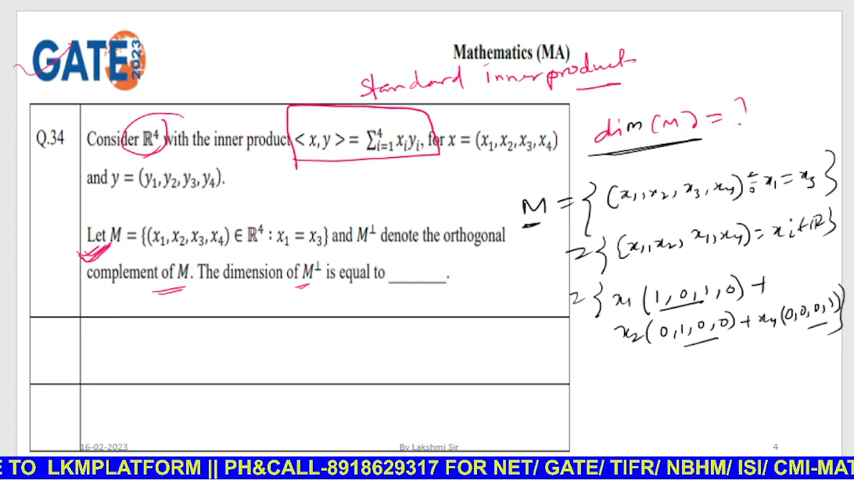 GATE 2023
Mathematics (MA)
Standard inner product
Q.34
Consider ℝ⁴ with the inner product < x, y > = ∑⁴ᵢ₌₁ xᵢyᵢ, for x = (x₁, x₂, x₃, x₄)
and y = (y₁, y₂, y₃, y₄).
Let M = {(x₁, x₂, x₃, x₄) ∈ ℝ⁴ : x₁ = x₃} and M⊥ denote the orthogonal
complement of M. The dimension of M⊥ is equal to ________.
dim (M) = ?
M = { (x₁, x₂, x₃, x₄) : x₁ = x₃ }
= { (x₁, x₂, x₁, x₄) = xᵢ ∈ ℝ }
= { x₁ (1, 0, 1, 0) +
x₂ (0, 1, 0, 0) + x₄ (0, 0, 0, 1) }
16-02-2023
By Lakshmi Sir
4
E TO LKMPLATFORM || PH&CALL-8918629317 FOR NET/ GATE/ TIFR/ NBHM/ ISI/ CMI-MAT